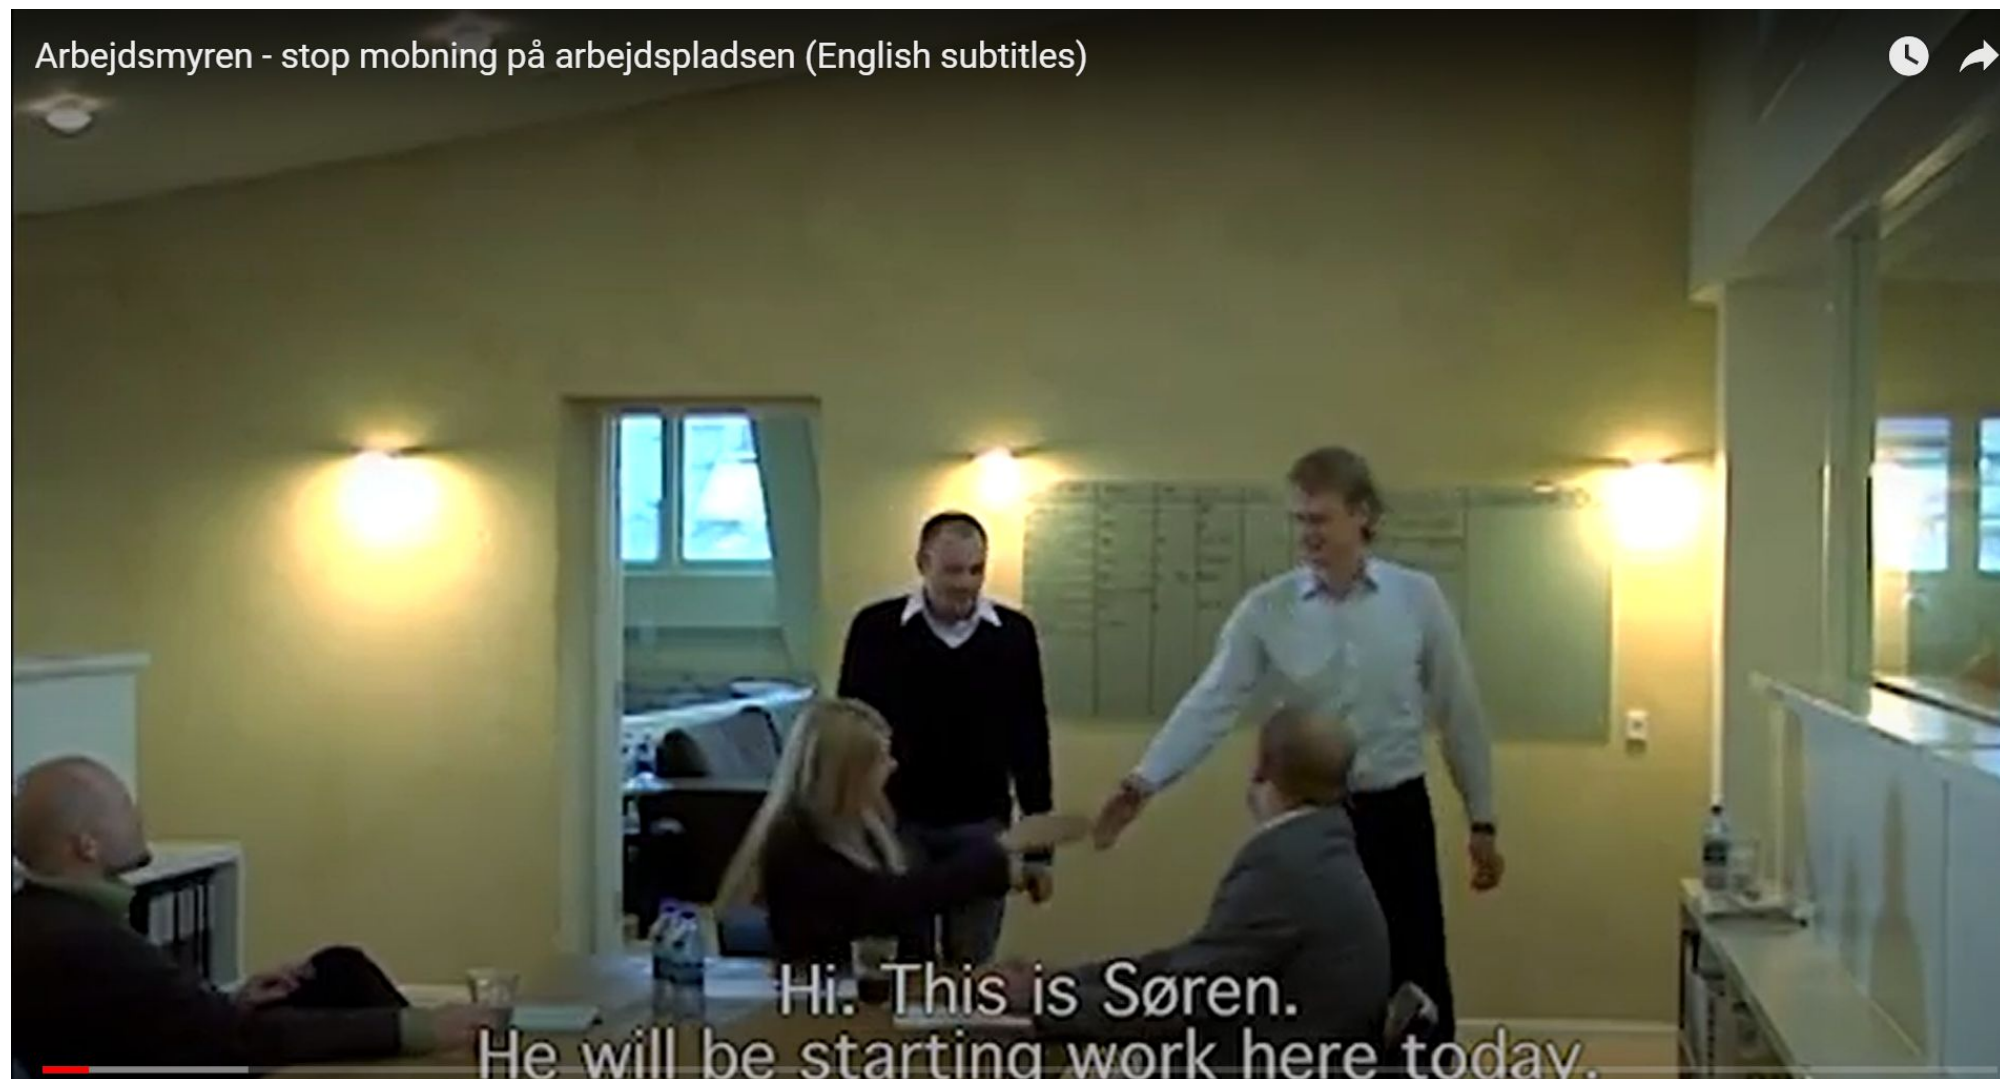 Arbejdsmyren - stop mobning på arbejdspladsen (English subtitles)
Hi. This is Søren.
He will be starting work here today.